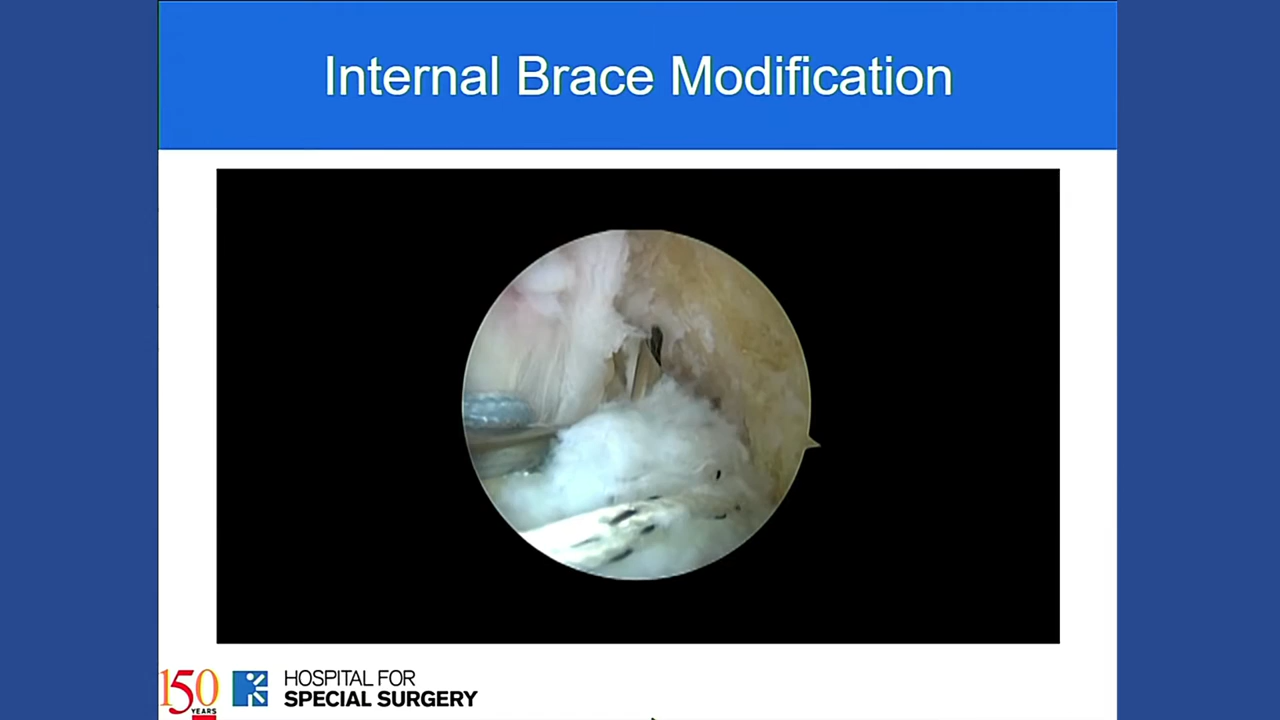 Internal Brace Modification
150
YEARS
HOSPITAL FOR
SPECIAL SURGERY